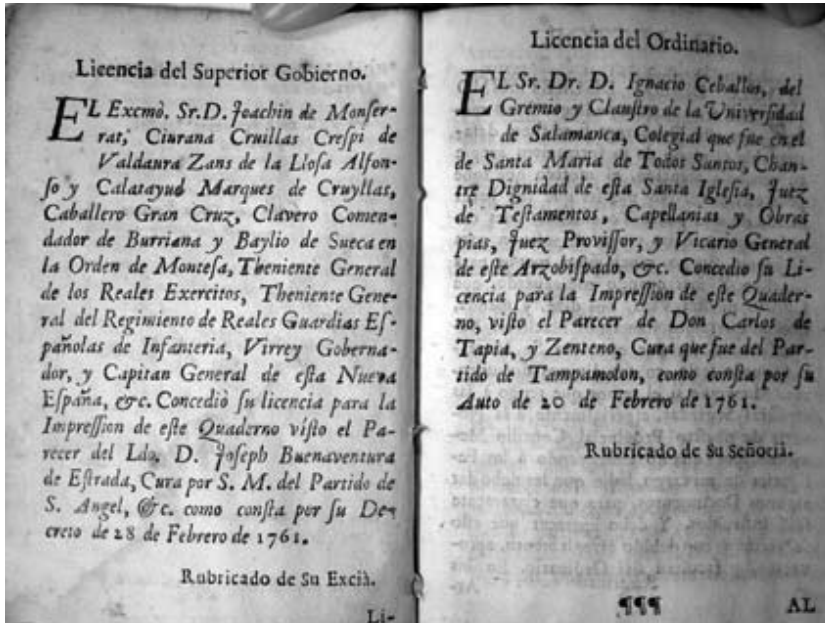 Licencia del Superior Gobierno.
EL Excmò. Sr. D. Joachin de Monſer-
rat, Ciurana Cruillas Creſpi de
Valdaura Zans de la Lloſa Alfon-
ſo y Calatayud Marques de Cruyllas,
Caballero Gran Cruz, Clavero Comen-
dador de Burriana y Baylio de Sueca en
la Orden de Monteſa, Theniente General
de los Reales Exercitos, Theniente Gene-
ral del Regimiento de Reales Guardias Eſ-
pañolas de Infanteria, Virrey Goberna-
dor, y Capitan General de eſta Nueva
Eſpaña, &c. Concediò ſu licencia para la
Impreſſion de eſte Quaderno viſto el Pa-
recer del Ldo. D. Joſeph Buenaventura
de Eſtrada, Cura por S. M. del Partido de
S. Angel, &c. como conſta por ſu De-
creto de 28 de Febrero de 1761.
Rubricado de Su Excià.
Li-
Licencia del Ordinario.
EL Sr. Dr. D. Ignacio Ceballos, del
Gremio y Clauſtro de la Univerſidad
de Salamanca, Colegial que fue en el
de Santa Maria de Todos Santos, Chan-
tre Dignidad de eſta Santa Igleſia, Juez
de Teſtamentos, Capellanias y Obras
pias, Juez Proviſſor, y Vicario General
de eſte Arzobiſpado, &c. Concedio ſu Li-
cencia para la Impreſſion de eſte Quader-
no, viſto el Parecer de Don Carlos de
Tapia, y Zenteno, Cura que fue del Par-
tido de Tampamolon, como conſta por ſu
Auto de 20 de Febrero de 1761.
Rubricado de Su Señorià.
¶¶¶ AL